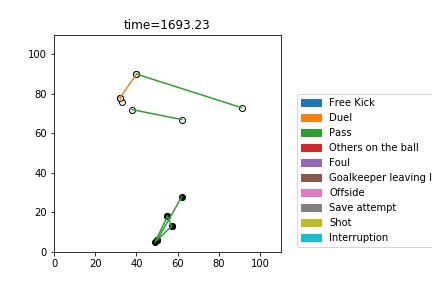 time=1693.23
100
80
60
40
20
0
0 20 40 60 80 100
Free Kick
Duel
Pass
Others on the ball
Foul
Goalkeeper leaving l
Offside
Save attempt
Shot
Interruption